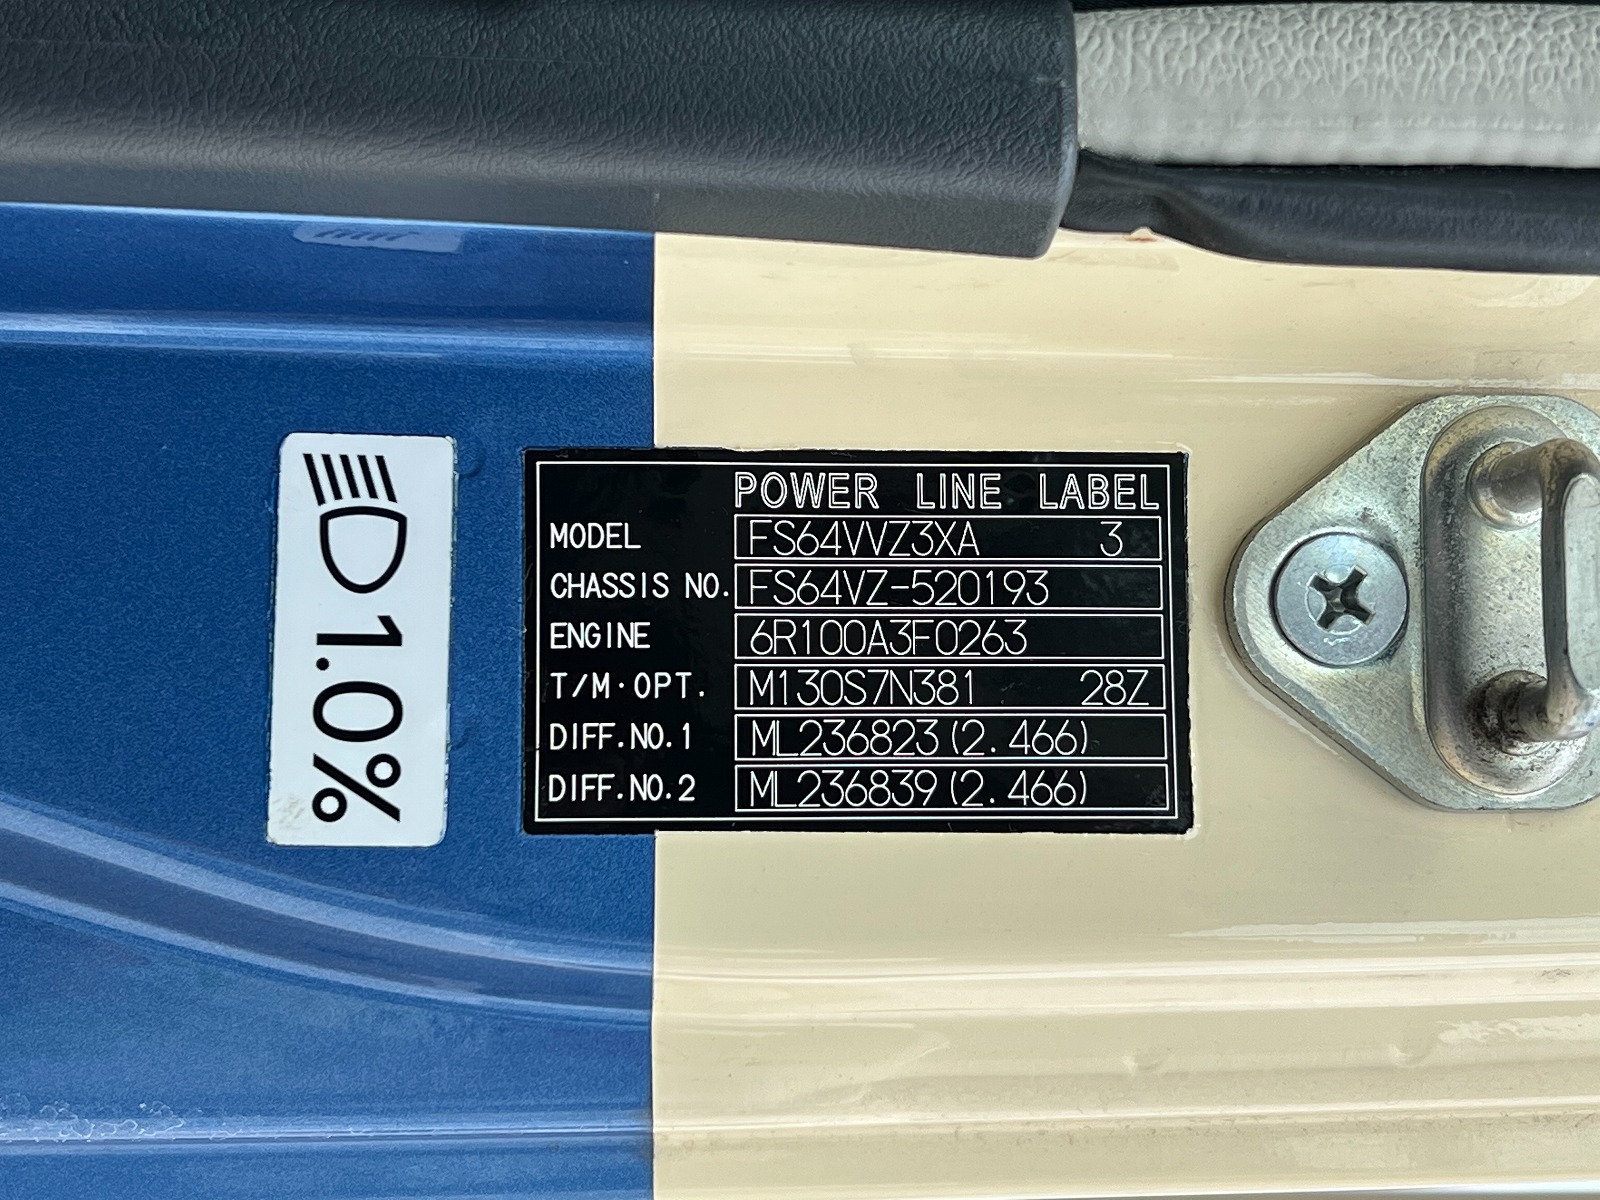 POWER LINE LABEL
MODEL FS64VVZ3XA 3
CHASSIS NO. FS64VZ-520193
ENGINE 6R100A3F0263
T/M·OPT. M130S7N381 28Z
DIFF.NO.1 ML236823(2.466)
DIFF.NO.2 ML236839(2.466)
1.0%